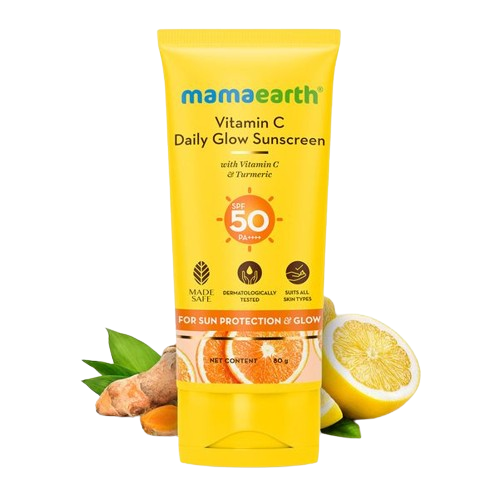 mamaearth®
Vitamin C
Daily Glow Sunscreen
with Vitamin C
& Turmeric
SPF
50
PA++++
MADE
SAFE
DERMATOLOGICALLY
TESTED
SUITS ALL
SKIN TYPES
FOR SUN PROTECTION & GLOW
NET CONTENT 80 g